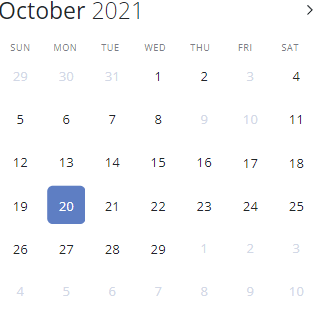 October 2021
SUN MON TUE WED THU FRI SAT
29 30 31 1 2 3 4
5 6 7 8 9 10 11
12 13 14 15 16 17 18
19 20 21 22 23 24 25
26 27 28 29 1 2 3
4 5 6 7 8 9 10